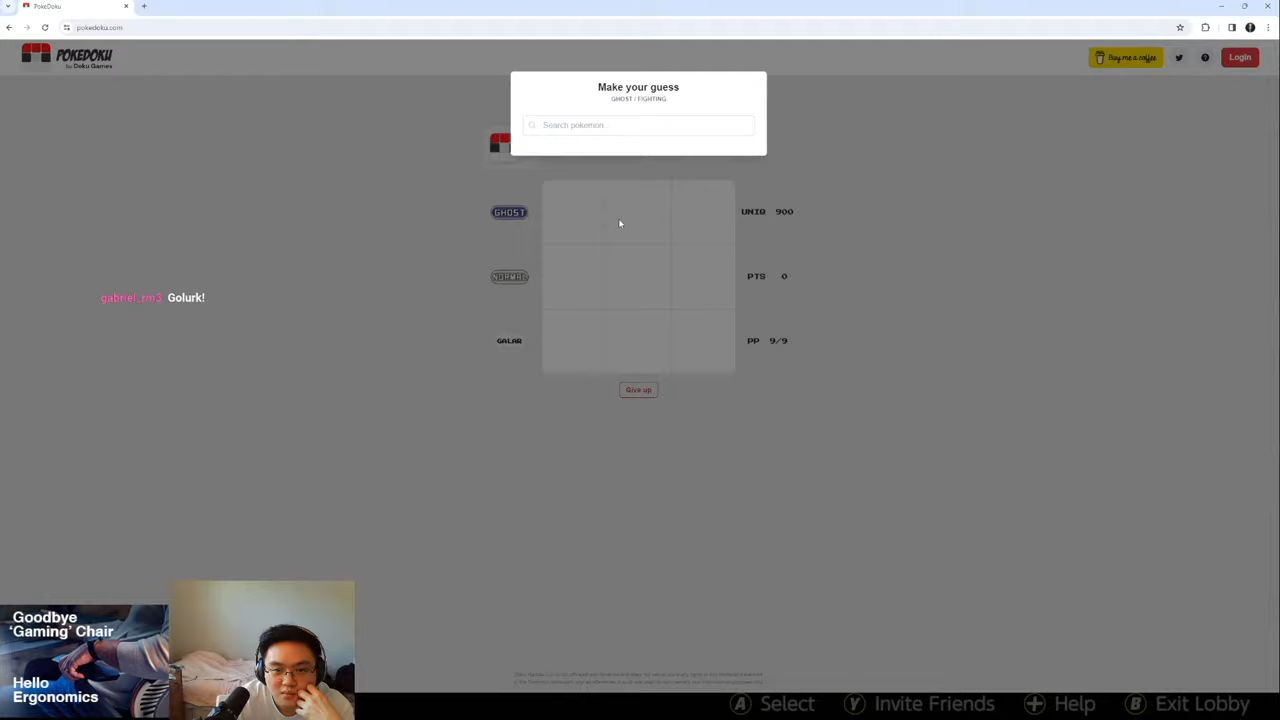 PokeDoku
pokedoku.com
POKEDOKU
by Doku Games
Buy me a coffee
Login
Make your guess
GHOST / FIGHTING
Search pokemon
GHOST
UNIQ 900
NORMAL
PTS 0
gabriel_rm3: Golurk!
GALAR
PP 9/9
Give up
Goodbye
'Gaming' Chair
Hello
Ergonomics
A Select
Y Invite Friends
+ Help
B Exit Lobby